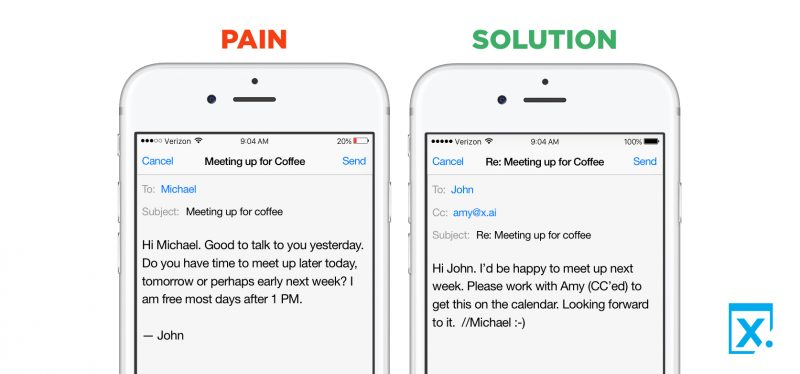 PAIN
SOLUTION
Verizon 9:04 AM 20%
Cancel Meeting up for Coffee Send
To: Michael
Subject: Meeting up for coffee
Hi Michael. Good to talk to you yesterday.
Do you have time to meet up later today,
tomorrow or perhaps early next week? I
am free most days after 1 PM.
— John
Verizon 9:04 AM 100%
Cancel Re: Meeting up for Coffee Send
To: John
Cc: amy@x.ai
Subject: Re: Meeting up for coffee
Hi John. I'd be happy to meet up next
week. Please work with Amy (CC'ed) to
get this on the calendar. Looking forward
to it.  //Michael :-)
X.